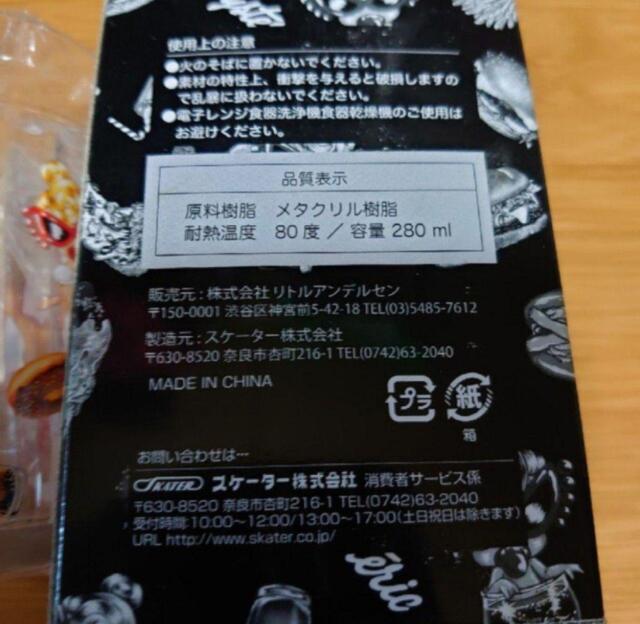 使用上の注意
●火のそばに置かないでください。
●素材の特性上、衝撃を与えると破損しますの
で乱暴に扱わないでください。
●電子レンジ食器洗浄機食器乾燥機のご使用は
お避けください。
品質表示
原料樹脂 メタクリル樹脂
耐熱温度 80度／容量280 ml
販売元：株式会社 リトルアンデルセン
〒150-0001 渋谷区神宮前5-42-18 TEL(03)5485-7612
製造元：スケーター株式会社
〒630-8520 奈良市杏町216-1 TEL(0742)63-2040
MADE IN CHINA
プラ 紙
箱
お問い合わせは…
SKATER スケーター株式会社 消費者サービス係
〒630-8520 奈良市杏町216-1 TEL(0742)63-2040
受付時間：10:00〜12:00/13:00〜17:00(土日祝日は除きます)
URL http://www.skater.co.jp/
éric